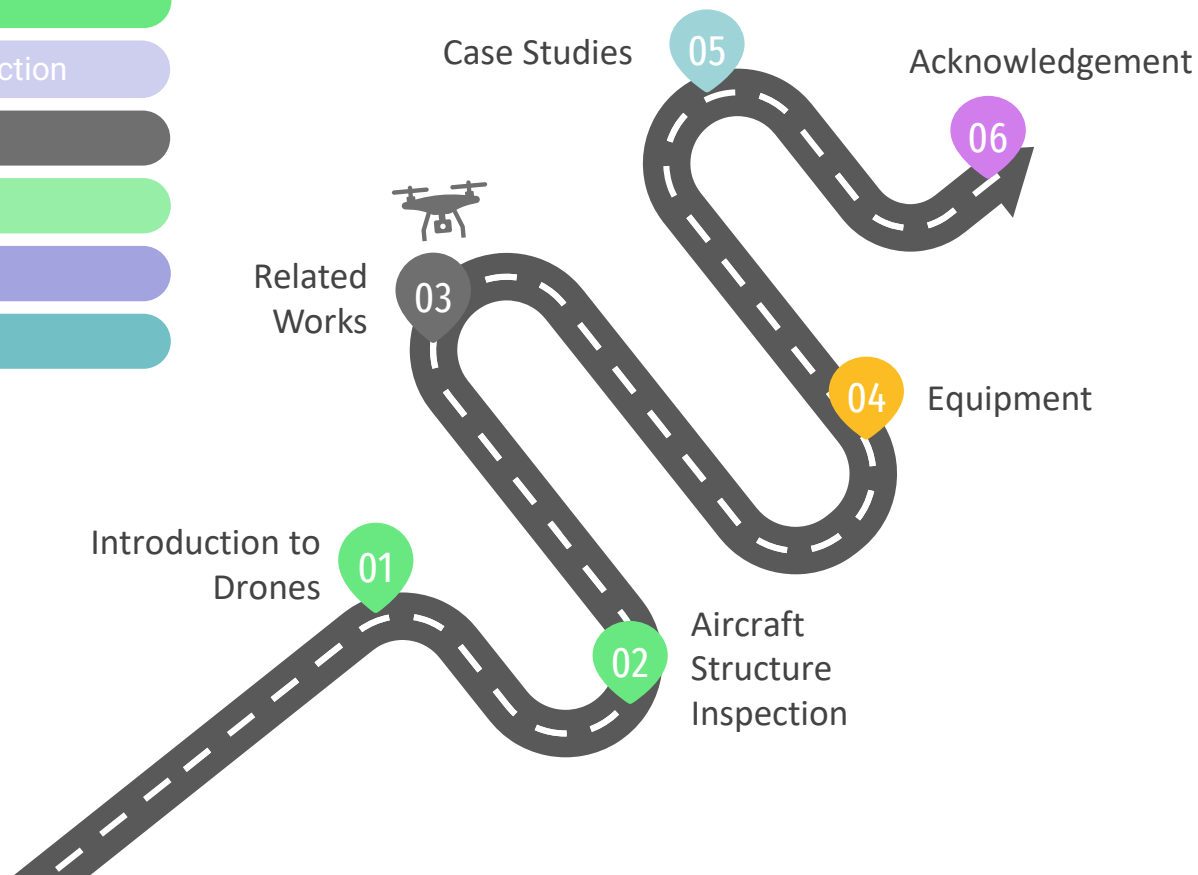 ction
Case Studies
05
Acknowledgement
06
Related
Works
03
04
Equipment
Introduction to
Drones
01
02
Aircraft
Structure
Inspection